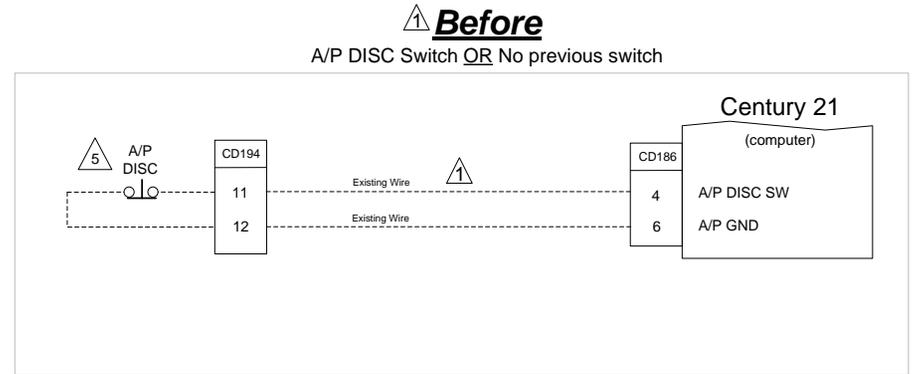 1 Before
A/P DISC Switch OR No previous switch
Century 21
(computer)
5
A/P
DISC
CD194
CD186
Existing Wire
1
11
4
A/P DISC SW
Existing Wire
12
6
A/P GND